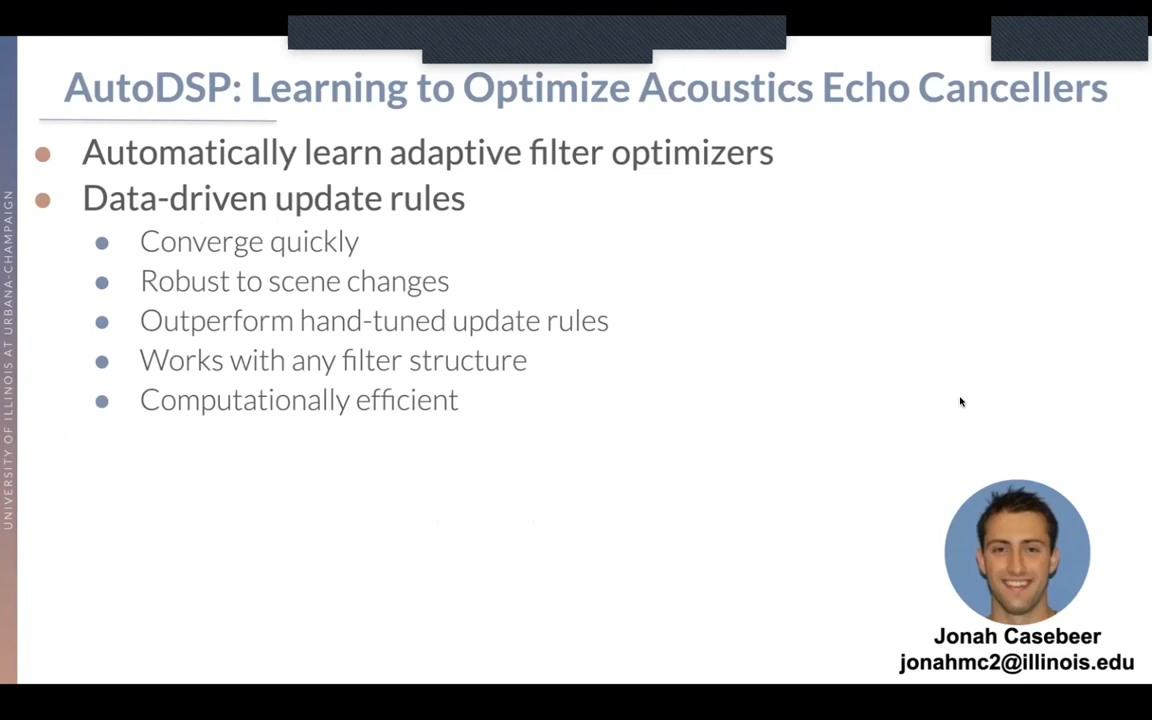 AutoDSP: Learning to Optimize Acoustics Echo Cancellers
Automatically learn adaptive filter optimizers
Data-driven update rules
Converge quickly
Robust to scene changes
Outperform hand-tuned update rules
Works with any filter structure
Computationally efficient
UNIVERSITY OF ILLINOIS AT URBANA-CHAMPAIGN
Jonah Casebeer
jonahmc2@illinois.edu